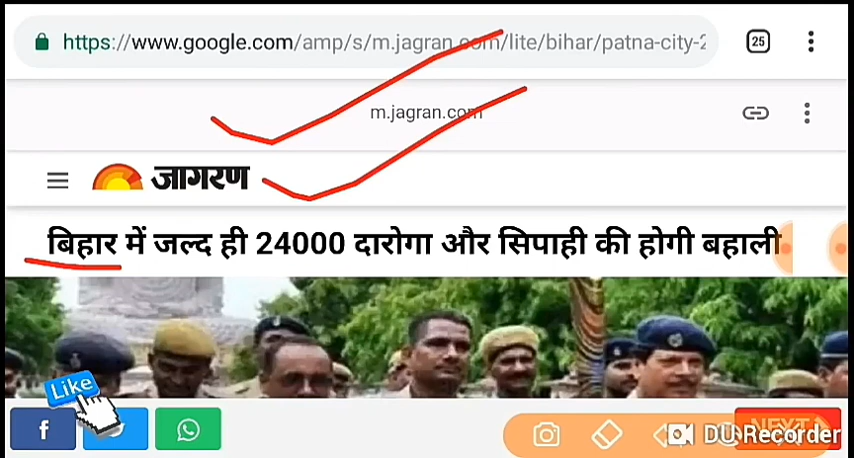 https://www.google.com/amp/s/m.jagran.com/lite/bihar/patna-city-2
25
m.jagran.com
जागरण
बिहार में जल्द ही 24000 दारोगा और सिपाही की होगी बहाली
Like
f
NEXT
DU Recorder